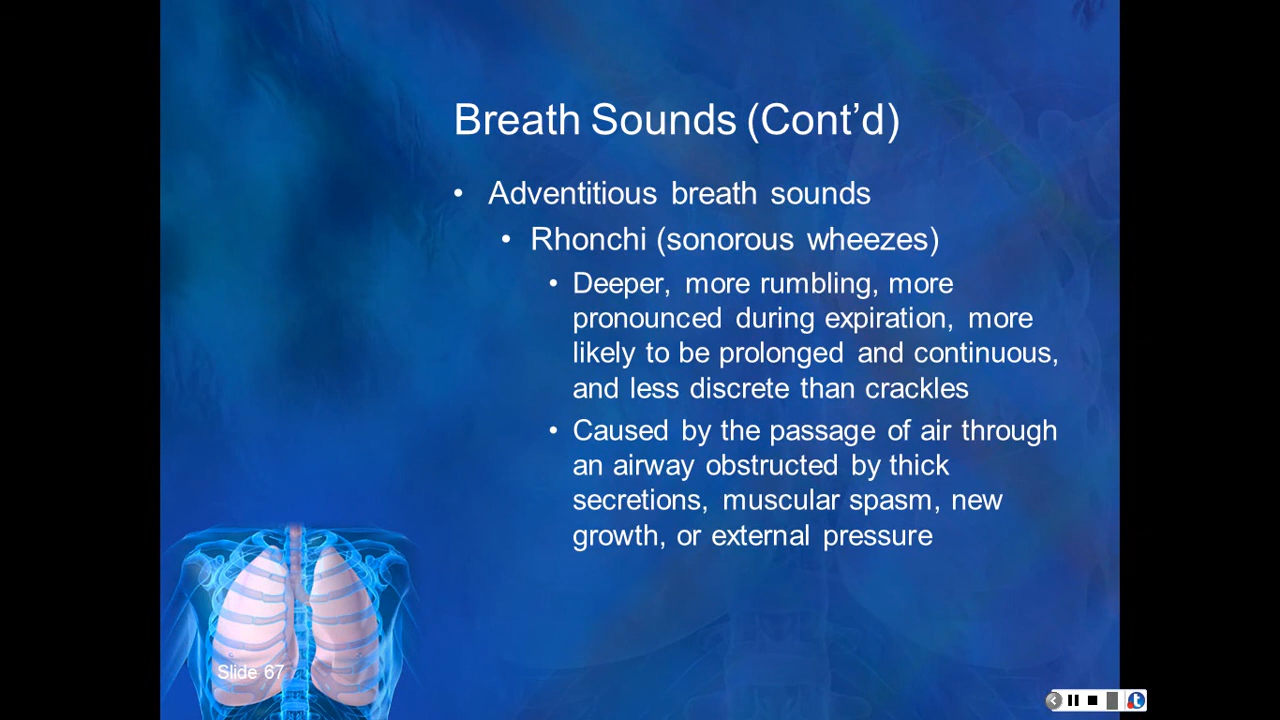 Breath Sounds (Cont’d)
• Adventitious breath sounds
• Rhonchi (sonorous wheezes)
• Deeper, more rumbling, more
pronounced during expiration, more
likely to be prolonged and continuous,
and less discrete than crackles
• Caused by the passage of air through
an airway obstructed by thick
secretions, muscular spasm, new
growth, or external pressure
Slide 67
t